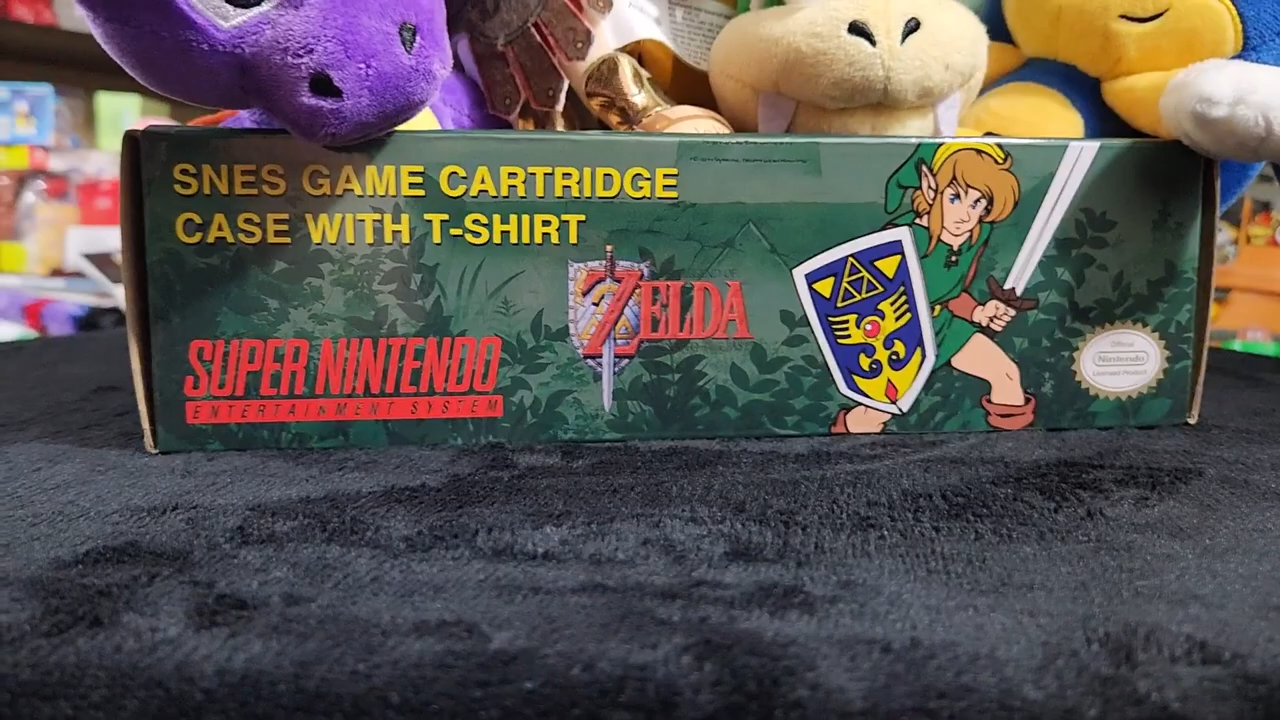 SNES GAME CARTRIDGE
CASE WITH T-SHIRT
ZELDA
SUPER NINTENDO
ENTERTAINMENT SYSTEM
Official
Nintendo
Licensed Product